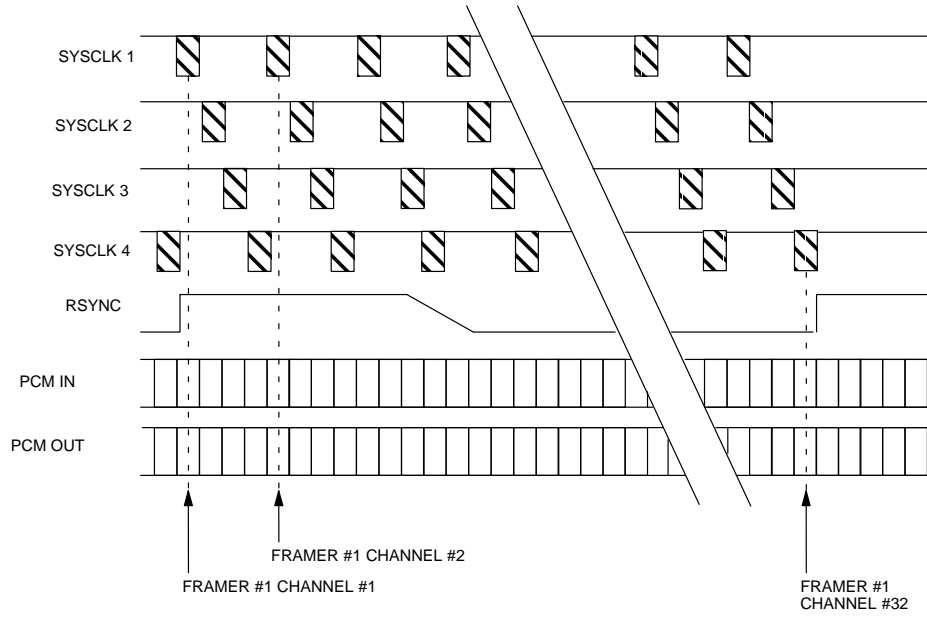 SYSCLK 1
SYSCLK 2
SYSCLK 3
SYSCLK 4
RSYNC
PCM IN
PCM OUT
FRAMER #1 CHANNEL #2
FRAMER #1 CHANNEL #1
FRAMER #1
CHANNEL #32